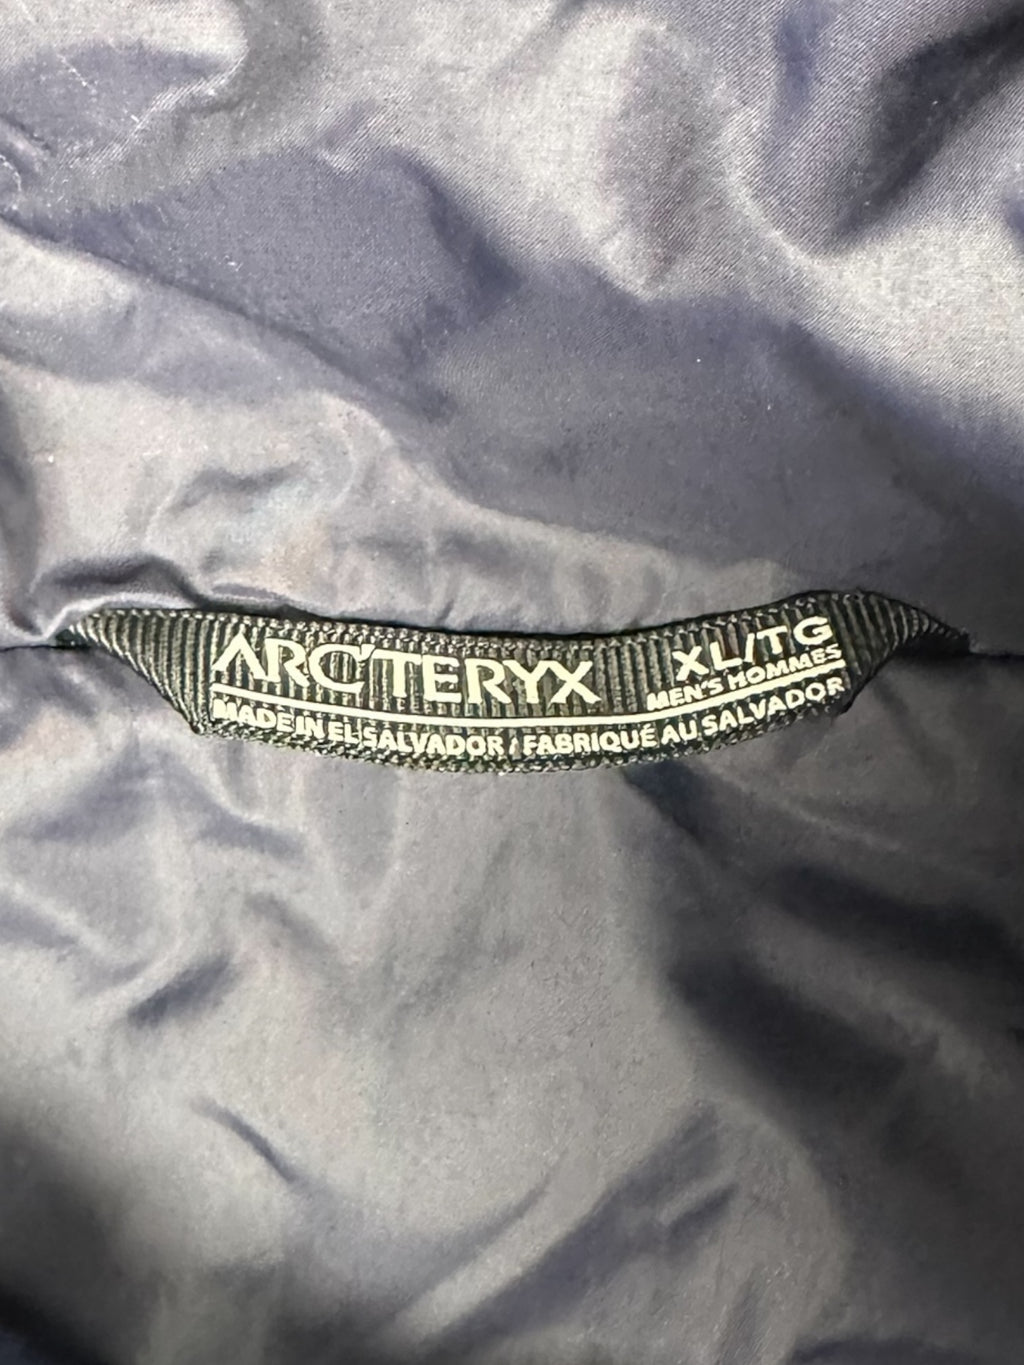 ARC'TERYX XL/TG
MEN'S HOMMES
MADE IN EL SALVADOR / FABRIQUÉ AU SALVADOR